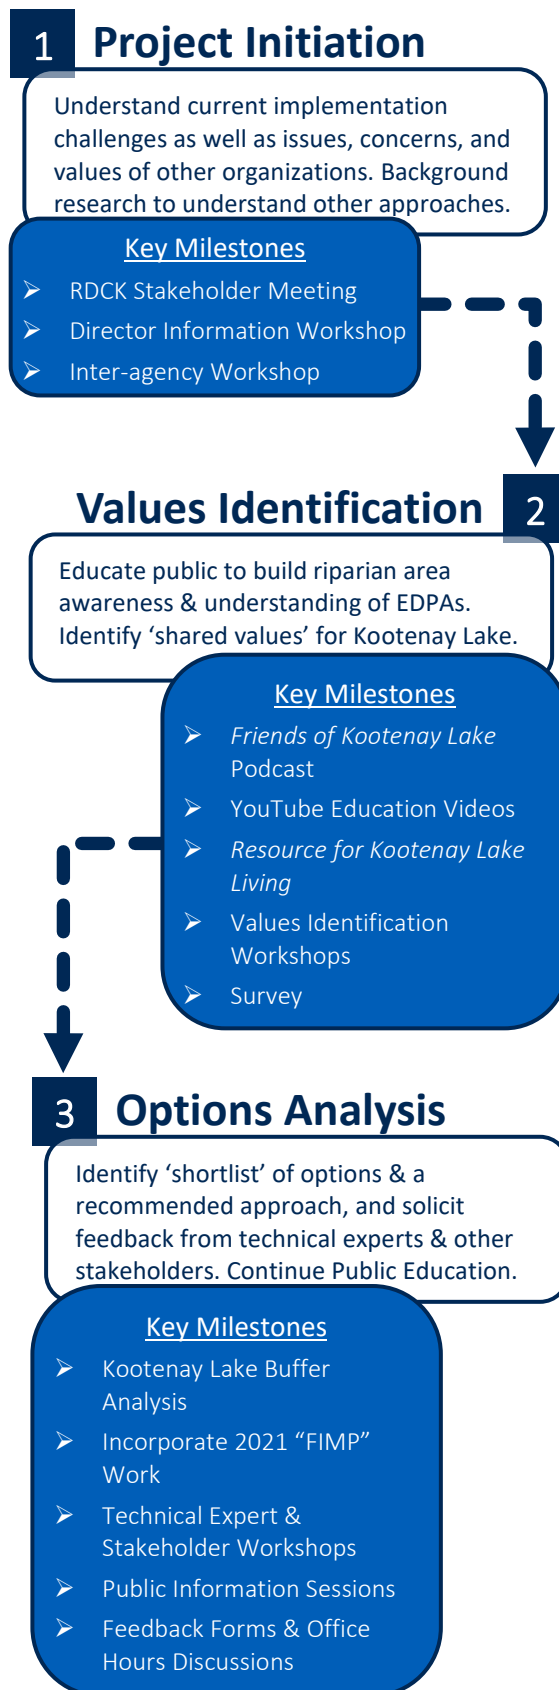 1 Project Initiation
Understand current implementation
challenges as well as issues, concerns, and
values of other organizations. Background
research to understand other approaches.
Key Milestones
➢ RDCK Stakeholder Meeting
➢ Director Information Workshop
➢ Inter-agency Workshop
Values Identification 2
Educate public to build riparian area
awareness & understanding of EDPAs.
Identify ‘shared values’ for Kootenay Lake.
Key Milestones
➢ Friends of Kootenay Lake
Podcast
➢ YouTube Education Videos
➢ Resource for Kootenay Lake
Living
➢ Values Identification
Workshops
➢ Survey
3 Options Analysis
Identify ‘shortlist’ of options & a
recommended approach, and solicit
feedback from technical experts & other
stakeholders. Continue Public Education.
Key Milestones
➢ Kootenay Lake Buffer
Analysis
➢ Incorporate 2021 “FIMP”
Work
➢ Technical Expert &
Stakeholder Workshops
➢ Public Information Sessions
➢ Feedback Forms & Office
Hours Discussions